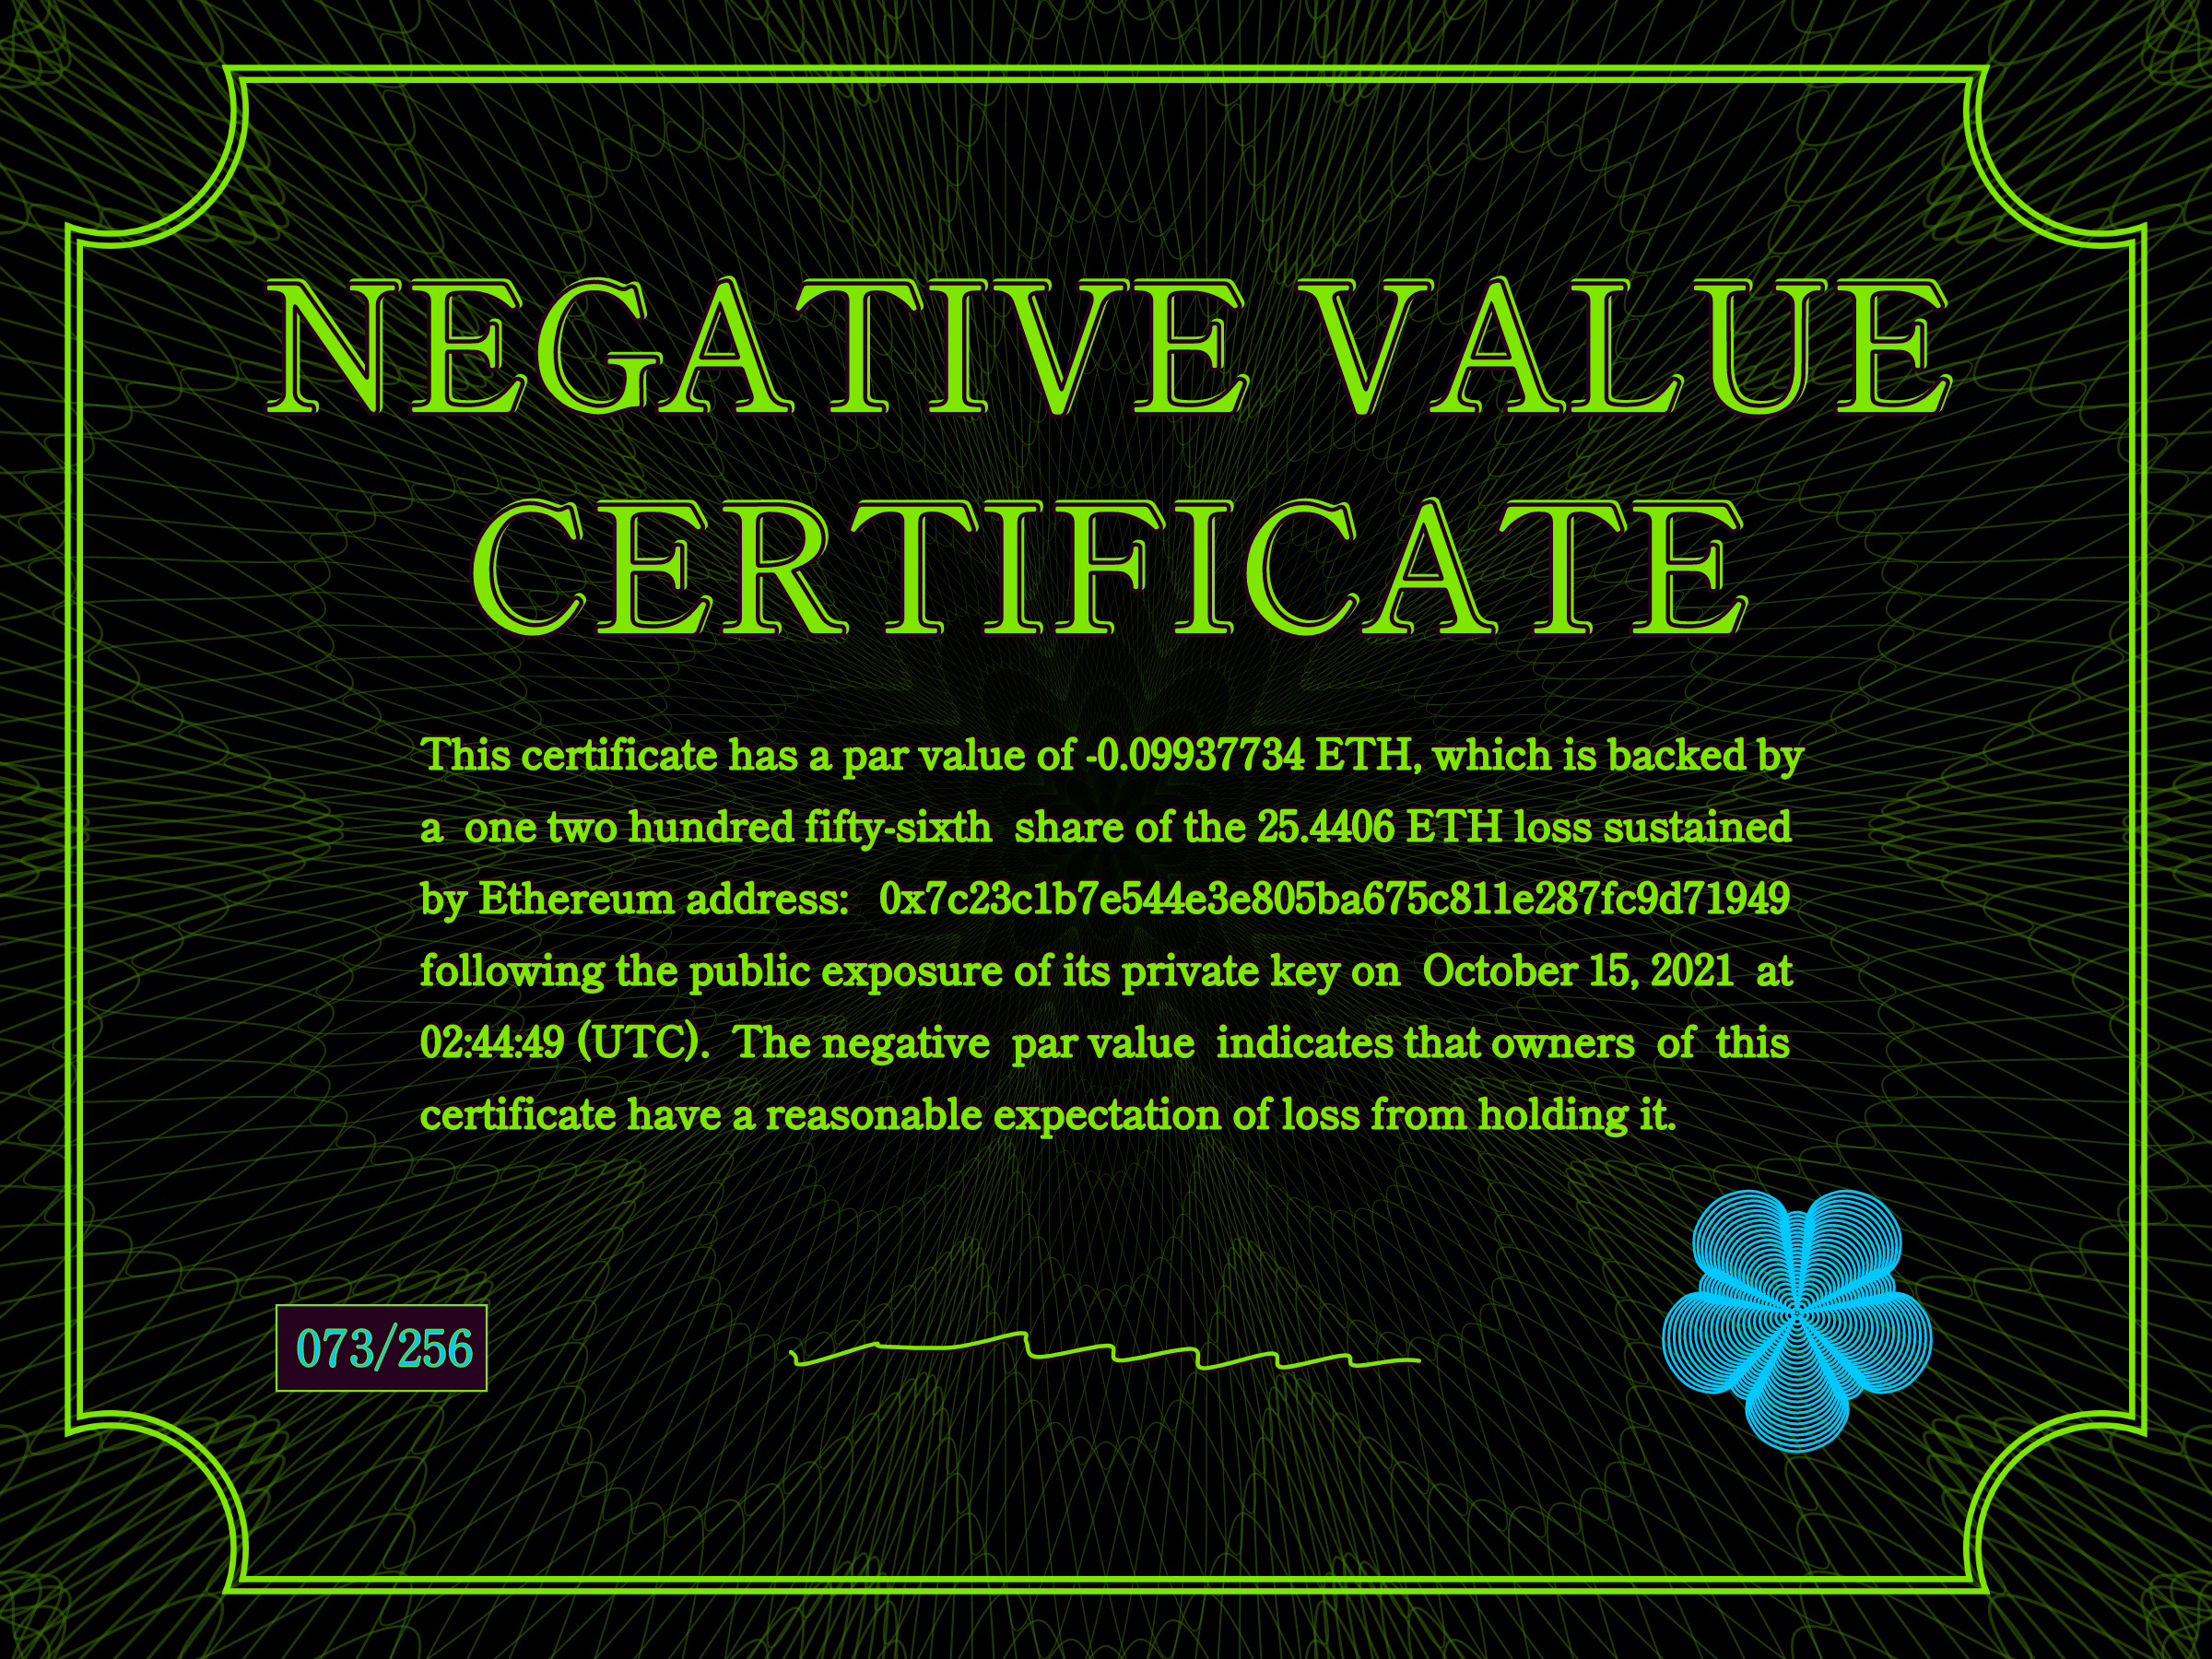 NEGATIVE VALUE
CERTIFICATE
This certificate has a par value of -0.09937734 ETH, which is backed by
a one two hundred fifty-sixth share of the 25.4406 ETH loss sustained
by Ethereum address: 0x7c23c1b7e544e3e805ba675c811e287fc9d71949
following the public exposure of its private key on October 15, 2021 at
02:44:49 (UTC). The negative par value indicates that owners of this
certificate have a reasonable expectation of loss from holding it.
073/256